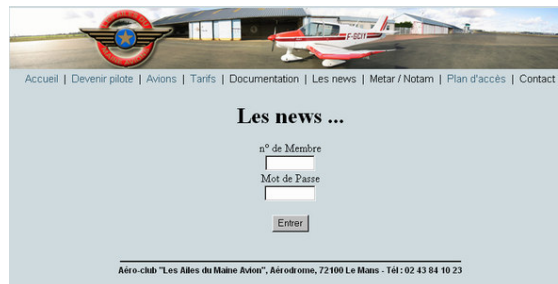 F-GCIY
Accueil | Devenir pilote | Avions | Tarifs | Documentation | Les news | Metar / Notam | Plan d'accès | Contact
Les news ...
n° de Membre
Mot de Passe
Entrer
Aéro-club "Les Ailes du Maine Avion", Aérodrome, 72100 Le Mans - Tél : 02 43 84 10 23